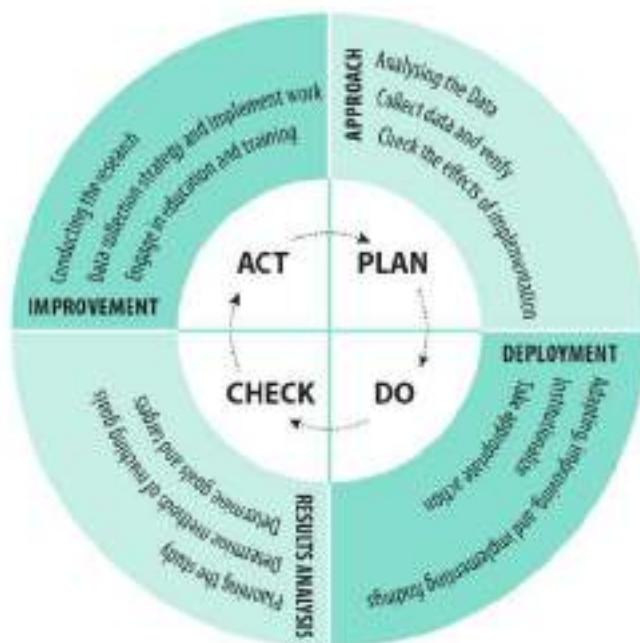 APPROACH
Analysing the Data
Collect data and verify
Check the effects of implementation
DEPLOYMENT
Adapting, improving, and implementing findings
Institutionalize
Take appropriate action
RESULTS ANALYSIS
Determine goals and targets
Determine methods of reaching goals
Planning the study
IMPROVEMENT
Conducting the research
Data collection strategy and implement work
Engage in education and training
ACT
PLAN
CHECK
DO